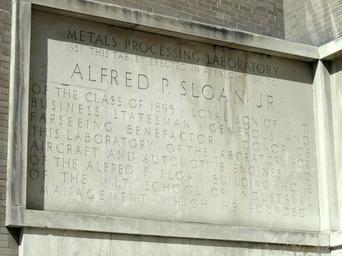 METALS PROCESSING LABORATORY
1951 THIS TABLET ERECTED IN APPRECIATION TO
ALFRED P. SLOAN JR
OF THE CLASS OF 1895 LOYAL SON OF M.I.T.
BUSINESS STATESMAN GENEROUS AND
FARSEEING BENEFACTOR DONOR OF
THIS LABORATORY OF THE LABORATORY FOR
AIRCRAFT AND AUTOMOTIVE ENGINES AND
OF THE ALFRED P. SLOAN BUILDING HOME
OF THE M.I.T. SCHOOL OF INDUSTRIAL
MANAGEMENT WHICH HE FOUNDED